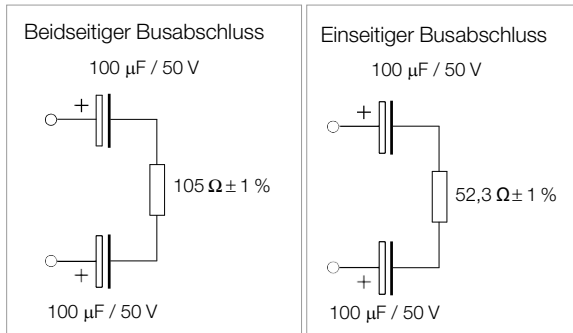 Beidseitiger Busabschluss
100 µF / 50 V
+
105 Ω ± 1 %
+
100 µF / 50 V
Einseitiger Busabschluss
100 µF / 50 V
+
52,3 Ω ± 1 %
+
100 µF / 50 V